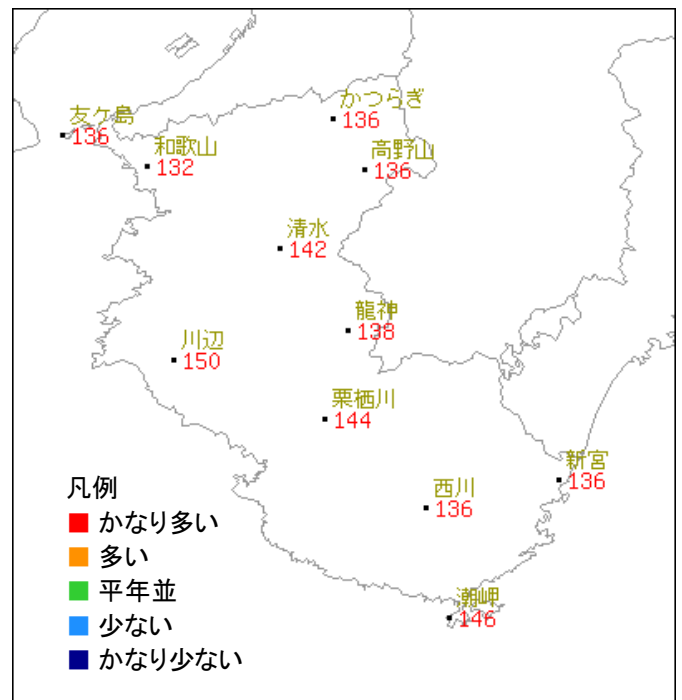 かつらぎ
136
友ケ島
136
和歌山
132
高野山
136
清水
142
龍神
138
川辺
150
栗栖川
144
新宮
136
西川
136
潮岬
146
凡例
かなり多い
多い
平年並
少ない
かなり少ない